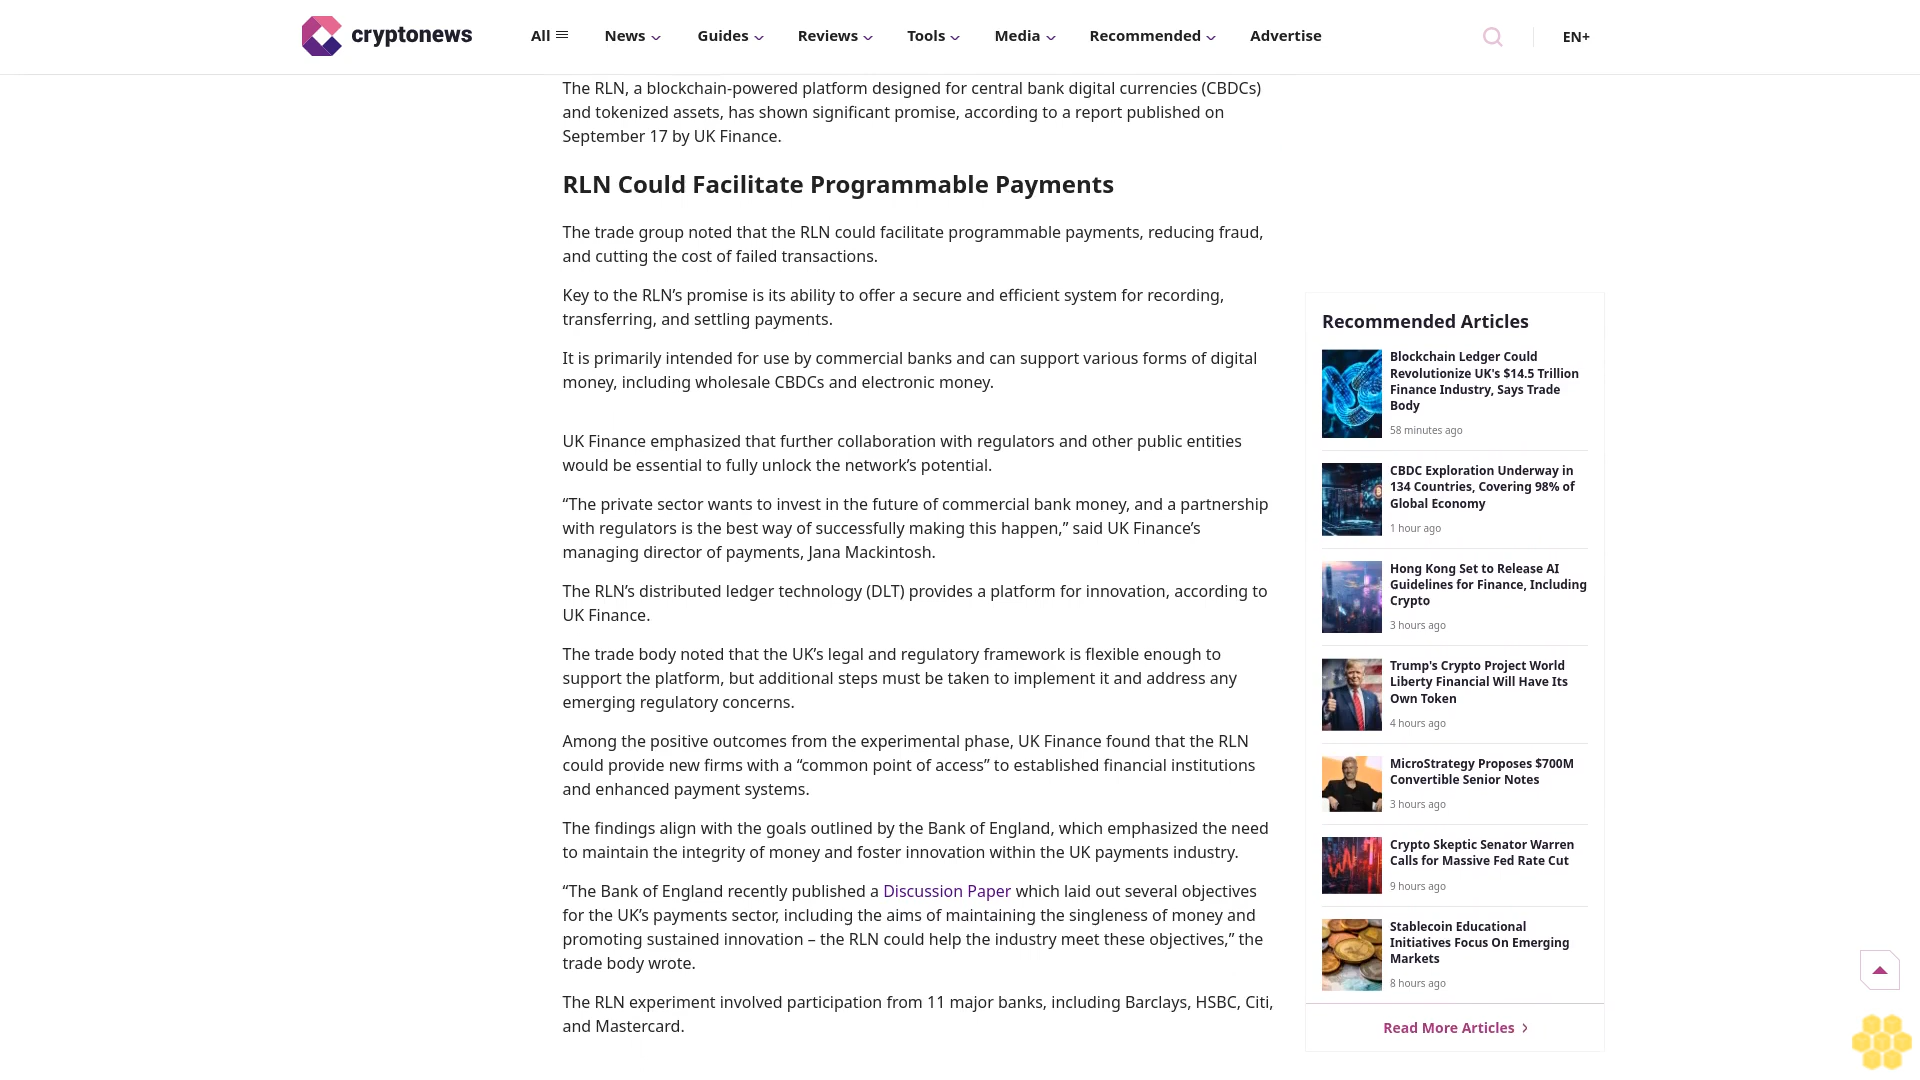 cryptonews
All
News
Guides
Reviews
Tools
Media
Recommended
Advertise
EN+
The RLN, a blockchain-powered platform designed for central bank digital currencies (CBDCs)
and tokenized assets, has shown significant promise, according to a report published on
September 17 by UK Finance.
RLN Could Facilitate Programmable Payments
The trade group noted that the RLN could facilitate programmable payments, reducing fraud,
and cutting the cost of failed transactions.
Key to the RLN’s promise is its ability to offer a secure and efficient system for recording,
transferring, and settling payments.
It is primarily intended for use by commercial banks and can support various forms of digital
money, including wholesale CBDCs and electronic money.
UK Finance emphasized that further collaboration with regulators and other public entities
would be essential to fully unlock the network’s potential.
“The private sector wants to invest in the future of commercial bank money, and a partnership
with regulators is the best way of successfully making this happen,” said UK Finance’s
managing director of payments, Jana Mackintosh.
The RLN’s distributed ledger technology (DLT) provides a platform for innovation, according to
UK Finance.
The trade body noted that the UK’s legal and regulatory framework is flexible enough to
support the platform, but additional steps must be taken to implement it and address any
emerging regulatory concerns.
Among the positive outcomes from the experimental phase, UK Finance found that the RLN
could provide new firms with a “common point of access” to established financial institutions
and enhanced payment systems.
The findings align with the goals outlined by the Bank of England, which emphasized the need
to maintain the integrity of money and foster innovation within the UK payments industry.
“The Bank of England recently published a Discussion Paper which laid out several objectives
for the UK’s payments sector, including the aims of maintaining the singleness of money and
promoting sustained innovation – the RLN could help the industry meet these objectives,” the
trade body wrote.
The RLN experiment involved participation from 11 major banks, including Barclays, HSBC, Citi,
and Mastercard.
Recommended Articles
Blockchain Ledger Could
Revolutionize UK's $14.5 Trillion
Finance Industry, Says Trade
Body
58 minutes ago
CBDC Exploration Underway in
134 Countries, Covering 98% of
Global Economy
1 hour ago
Hong Kong Set to Release AI
Guidelines for Finance, Including
Crypto
3 hours ago
Trump's Crypto Project World
Liberty Financial Will Have Its
Own Token
4 hours ago
MicroStrategy Proposes $700M
Convertible Senior Notes
3 hours ago
Crypto Skeptic Senator Warren
Calls for Massive Fed Rate Cut
9 hours ago
Stablecoin Educational
Initiatives Focus On Emerging
Markets
8 hours ago
Read More Articles